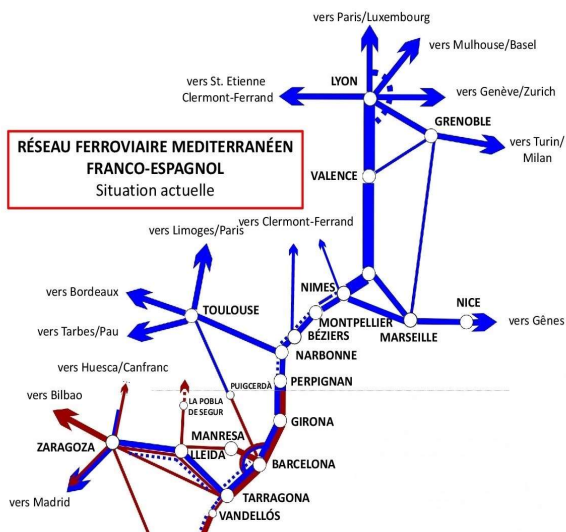 vers Paris/Luxembourg
vers Mulhouse/Basel
LYON
vers St. Etienne
Clermont-Ferrand
vers Genève/Zurich
GRENOBLE
RÉSEAU FERROVIAIRE MEDITERRANÉEN
FRANCO-ESPAGNOL
Situation actuelle
vers Turin/
Milan
VALENCE
vers Clermont-Ferrand
vers Limoges/Paris
vers Bordeaux
NIMES
NICE
TOULOUSE
MONTPELLIER
vers Gênes
vers Tarbes/Pau
BÉZIERS
MARSEILLE
NARBONNE
vers Huesca/Canfranc
PUIGCERDÀ
PERPIGNAN
vers Bilbao
LA POBLA
DE SEGUR
GIRONA
MANRESA
ZARAGOZA
LLEIDA
BARCELONA
vers Madrid
TARRAGONA
VANDELLÓS